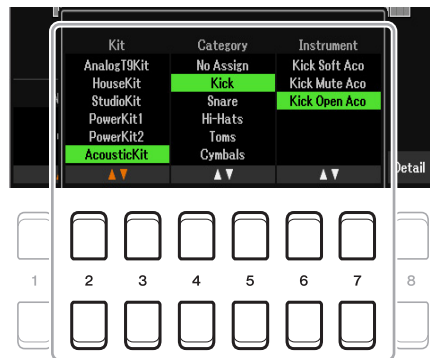 Kit Category Instrument
AnalogT9Kit No Assign Kick Soft Aco
HouseKit Kick Kick Mute Aco
StudioKit Snare Kick Open Aco
PowerKit1 Hi-Hats
PowerKit2 Toms
AcousticKit Cymbals
Detail
1 2 3 4 5 6 7 8